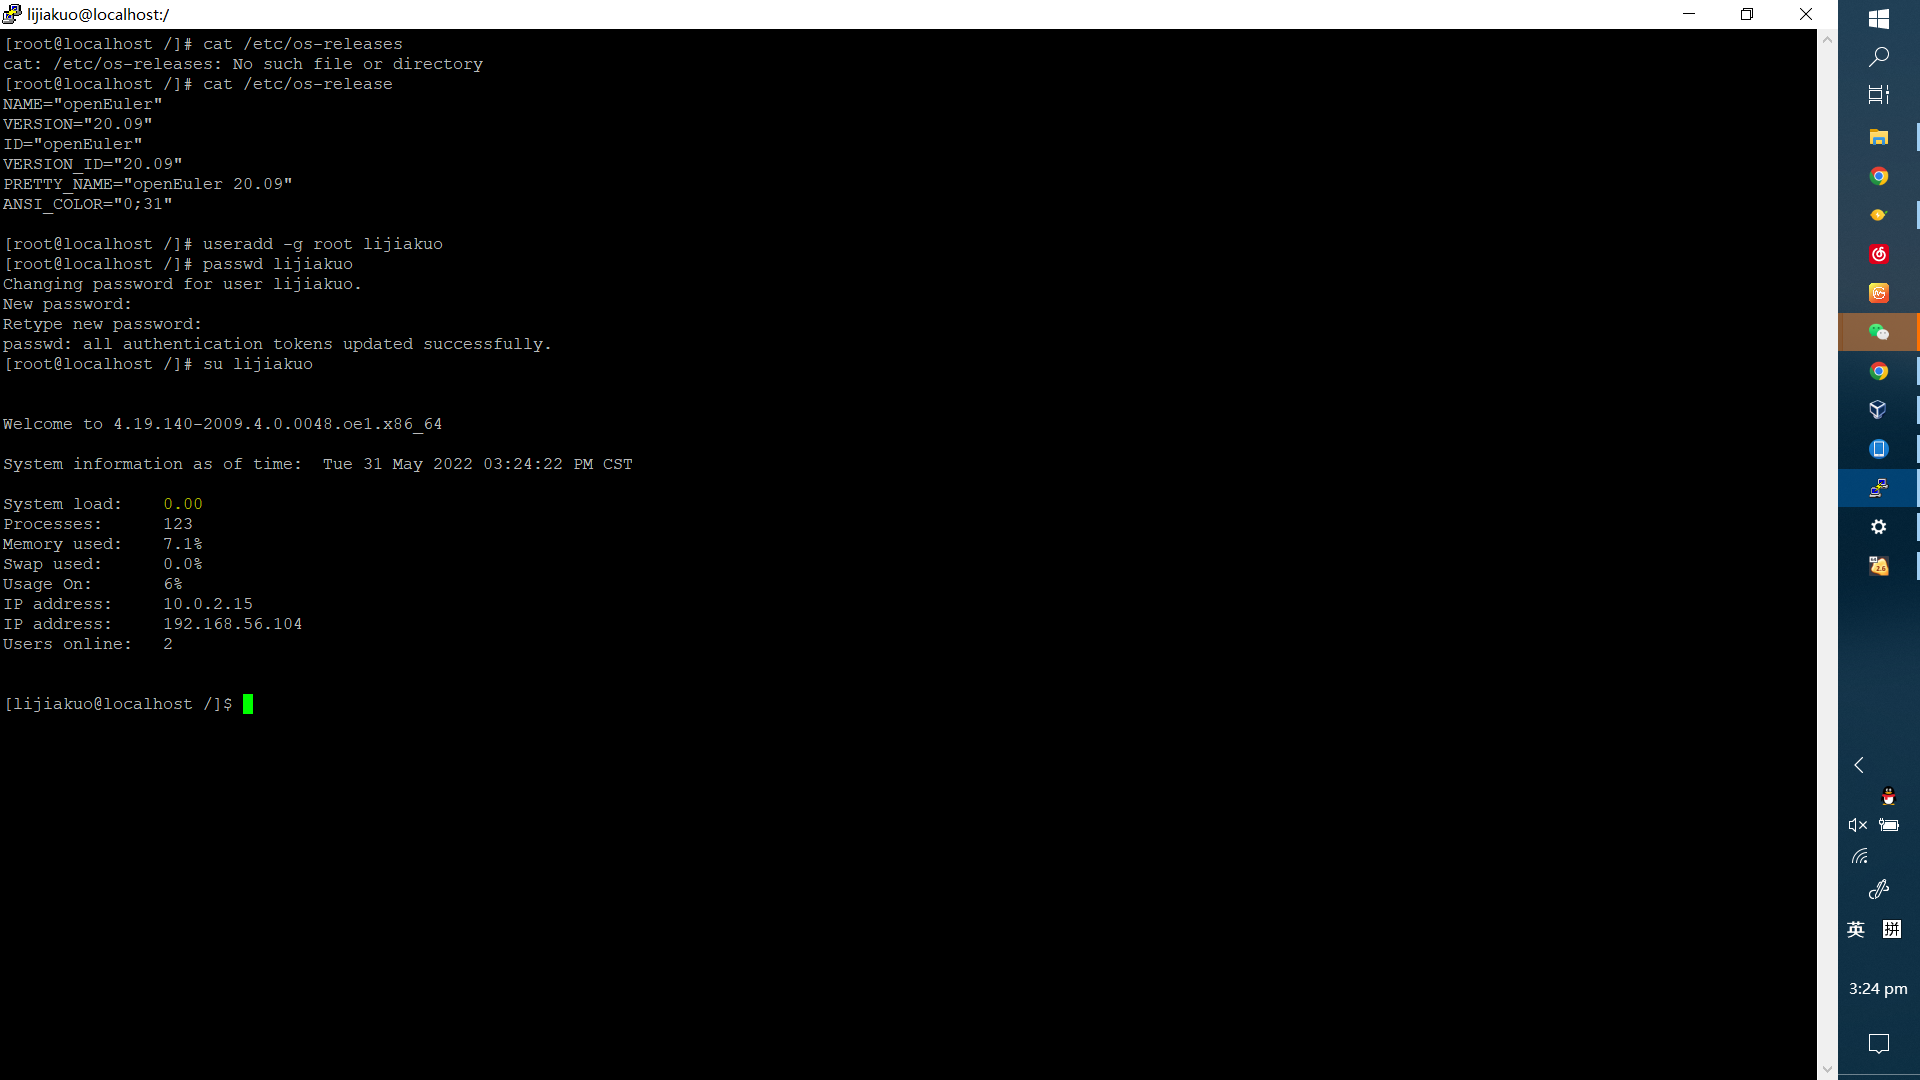 lijiakuo@localhost:/
[root@localhost /]# cat /etc/os-releases
cat: /etc/os-releases: No such file or directory
[root@localhost /]# cat /etc/os-release
NAME="openEuler"
VERSION="20.09"
ID="openEuler"
VERSION_ID="20.09"
PRETTY_NAME="openEuler 20.09"
ANSI_COLOR="0;31"
[root@localhost /]# useradd -g root lijiakuo
[root@localhost /]# passwd lijiakuo
Changing password for user lijiakuo.
New password:
Retype new password:
passwd: all authentication tokens updated successfully.
[root@localhost /]# su lijiakuo
Welcome to 4.19.140-2009.4.0.0048.oe1.x86_64
System information as of time:  Tue 31 May 2022 03:24:22 PM CST
System load:    0.00
Processes:      123
Memory used:    7.1%
Swap used:      0.0%
Usage On:       6%
IP address:     10.0.2.15
IP address:     192.168.56.104
Users online:   2
[lijiakuo@localhost /]$
英 拼
3:24 pm